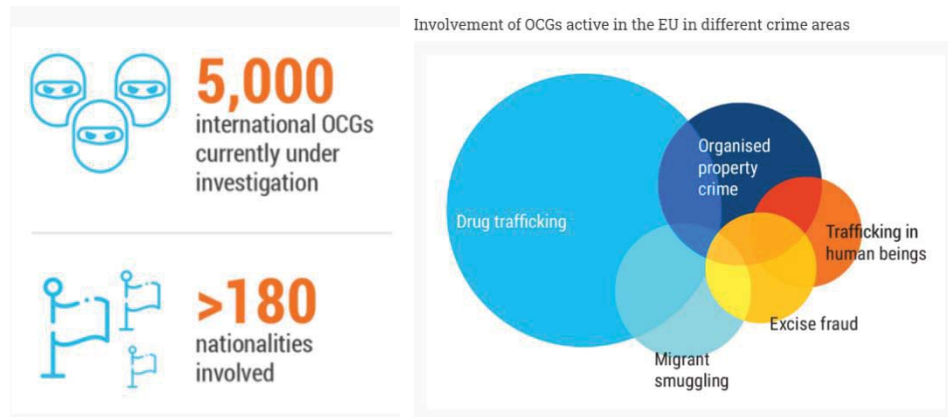 5,000
international OCGs
currently under
investigation
>180
nationalities
involved
Involvement of OCGs active in the EU in different crime areas
Drug trafficking
Organised
property
crime
Trafficking in
human beings
Excise fraud
Migrant
smuggling